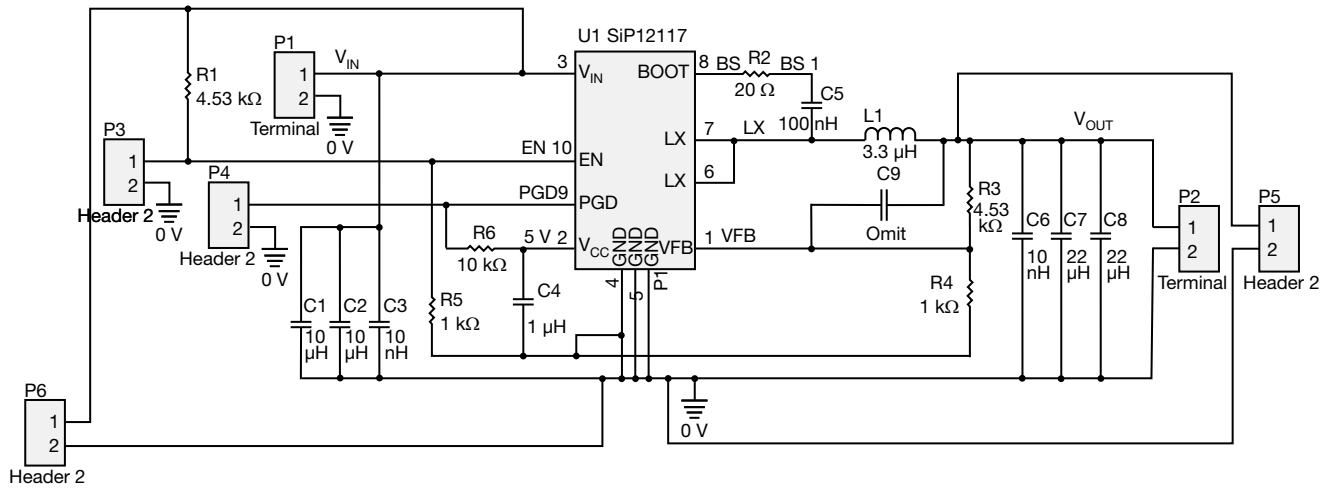 U1 SiP12117
P1
1
2
Terminal
0 V
V_IN
R1
4.53 kΩ
P3
1
2
Header 2
0 V
P4
1
2
Header 2
0 V
3
V_IN
EN 10
EN
PGD9
PGD
5 V 2
V_CC
GND
GND
GND
4
5
P1
BOOT
LX
LX
VFB
8 BS
R2
20 Ω
BS 1
C5
100 nH
7
LX
6
1 VFB
L1
3.3 µH
C9
Omit
R3
4.53
kΩ
R4
1 kΩ
V_OUT
C6
10
nH
C7
22
µH
C8
22
µH
P2
1
2
Terminal
P5
1
2
Header 2
R6
10 kΩ
C4
1 µH
R5
1 kΩ
C1
10
µH
C2
10
µH
C3
10
nH
P6
1
2
Header 2
0 V